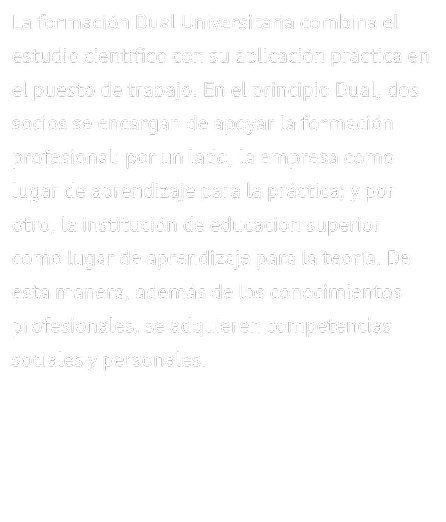 La formación Dual Universitaria combina el
estudio científico con su aplicación práctica en
el puesto de trabajo. En el principio Dual, dos
socios se encargan de apoyar la formación
profesional: por un lado, la empresa como
lugar de aprendizaje para la práctica; y por
otro, la institución de educación superior
como lugar de aprendizaje para la teoría. De
esta manera, además de los conocimientos
profesionales, se adquieren competencias
sociales y personales.